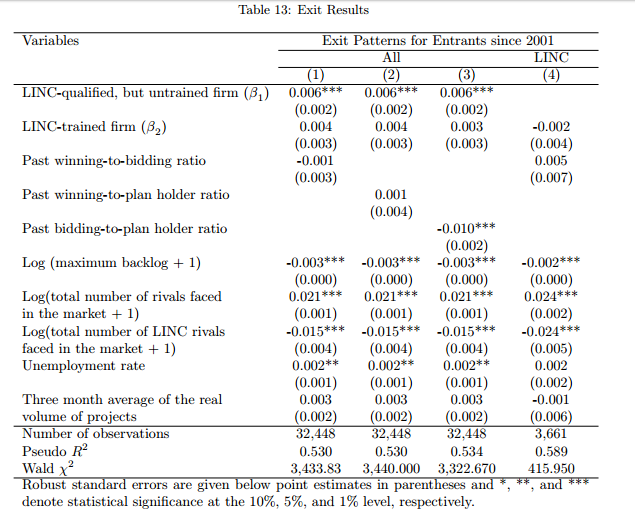 Table 13: Exit Results
Variables Exit Patterns for Entrants since 2001
All LINC
(1) (2) (3) (4)
LINC-qualified, but untrained firm (β1) 0.006*** 0.006*** 0.006***
(0.002) (0.002) (0.002)
LINC-trained firm (β2) 0.004 0.004 0.003 -0.002
(0.003) (0.003) (0.003) (0.004)
Past winning-to-bidding ratio -0.001 0.005
(0.003) (0.007)
Past winning-to-plan holder ratio 0.001
(0.004)
Past bidding-to-plan holder ratio -0.010***
(0.002)
Log (maximum backlog + 1) -0.003*** -0.003*** -0.003*** -0.002***
(0.000) (0.000) (0.000) (0.000)
Log(total number of rivals faced 0.021*** 0.021*** 0.021*** 0.024***
in the market + 1) (0.001) (0.001) (0.001) (0.002)
Log(total number of LINC rivals -0.015*** -0.015*** -0.015*** -0.024***
faced in the market + 1) (0.004) (0.004) (0.004) (0.005)
Unemployment rate 0.002** 0.002** 0.002** 0.002
(0.001) (0.001) (0.001) (0.002)
Three month average of the real 0.003 0.003 0.003 -0.001
volume of projects (0.002) (0.002) (0.002) (0.006)
Number of observations 32,448 32,448 32,448 3,661
Pseudo R² 0.530 0.530 0.534 0.589
Wald χ² 3,433.83 3,440.000 3,322.670 415.950
Robust standard errors are given below point estimates in parentheses and *, **, and ***
denote statistical significance at the 10%, 5%, and 1% level, respectively.